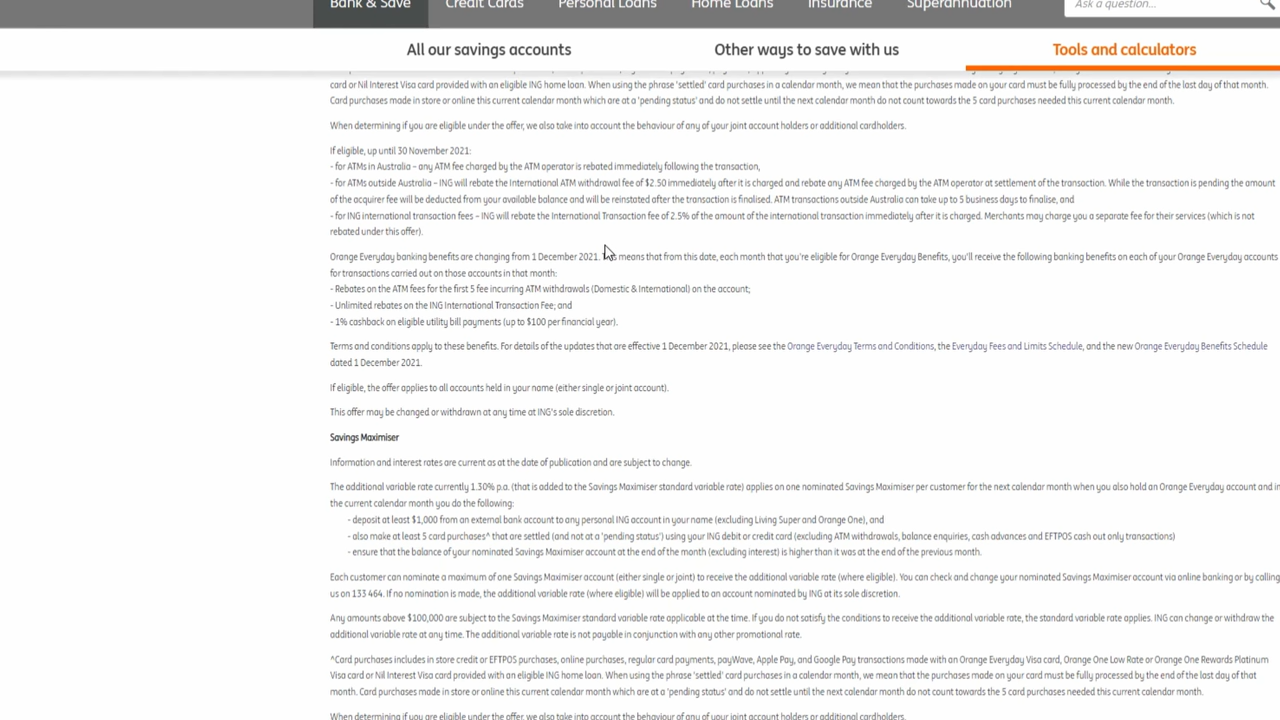 Bank & Save Credit Cards Personal Loans Home Loans Insurance Superannuation Ask a question...
All our savings accounts Other ways to save with us Tools and calculators
card or Nil Interest Visa card provided with an eligible ING home loan. When using the phrase 'settled' card purchases in a calendar month, we mean that the purchases made on your card must be fully processed by the end of the last day of that month.
Card purchases made in store or online this current calendar month which are at a 'pending status' and do not settle until the next calendar month do not count towards the 5 card purchases needed this current calendar month.
When determining if you are eligible under the offer, we also take into account the behaviour of any of your joint account holders or additional cardholders.
If eligible, up until 30 November 2021:
- for ATMs in Australia – any ATM fee charged by the ATM operator is rebated immediately following the transaction,
- for ATMs outside Australia – ING will rebate the International ATM withdrawal fee of $2.50 immediately after it is charged and rebate any ATM fee charged by the ATM operator at settlement of the transaction. While the transaction is pending the amount
of the acquirer fee will be deducted from your available balance and will be reinstated after the transaction is finalised. ATM transactions outside Australia can take up to 5 business days to finalise, and
- for ING international transaction fees – ING will rebate the International Transaction fee of 2.5% of the amount of the international transaction immediately after it is charged. Merchants may charge you a separate fee for their services (which is not
rebated under this offer).
Orange Everyday banking benefits are changing from 1 December 2021. This means that from this date, each month that you're eligible for Orange Everyday Benefits, you'll receive the following banking benefits on each of your Orange Everyday accounts
for transactions carried out on those accounts in that month:
- Rebates on the ATM fees for the first 5 fee incurring ATM withdrawals (Domestic & International) on the account;
- Unlimited rebates on the ING International Transaction Fee; and
- 1% cashback on eligible utility bill payments (up to $100 per financial year).
Terms and conditions apply to these benefits. For details of the updates that are effective 1 December 2021, please see the Orange Everyday Terms and Conditions, the Everyday Fees and Limits Schedule, and the new Orange Everyday Benefits Schedule
dated 1 December 2021.
If eligible, the offer applies to all accounts held in your name (either single or joint account).
This offer may be changed or withdrawn at any time at ING's sole discretion.
Savings Maximiser
Information and interest rates are current as at the date of publication and are subject to change.
The additional variable rate currently 1.30% p.a. (that is added to the Savings Maximiser standard variable rate) applies on one nominated Savings Maximiser per customer for the next calendar month when you also hold an Orange Everyday account and in
the current calendar month you do the following:
- deposit at least $1,000 from an external bank account to any personal ING account in your name (excluding Living Super and Orange One), and
- also make at least 5 card purchases^ that are settled (and not at a 'pending status') using your ING debit or credit card (excluding ATM withdrawals, balance enquiries, cash advances and EFTPOS cash out only transactions)
- ensure that the balance of your nominated Savings Maximiser account at the end of the month (excluding interest) is higher than it was at the end of the previous month.
Each customer can nominate a maximum of one Savings Maximiser account (either single or joint) to receive the additional variable rate (where eligible). You can check and change your nominated Savings Maximiser account via online banking or by calling
us on 133 464. If no nomination is made, the additional variable rate (where eligible) will be applied to an account nominated by ING at its sole discretion.
Any amounts above $100,000 are subject to the Savings Maximiser standard variable rate applicable at the time. If you do not satisfy the conditions to receive the additional variable rate, the standard variable rate applies. ING can change or withdraw the
additional variable rate at any time. The additional variable rate is not payable in conjunction with any other promotional rate.
^Card purchases includes in store credit or EFTPOS purchases, online purchases, regular card payments, payWave, Apple Pay, and Google Pay transactions made with an Orange Everyday Visa card, Orange One Low Rate or Orange One Rewards Platinum
Visa card or Nil Interest Visa card provided with an eligible ING home loan. When using the phrase 'settled' card purchases in a calendar month, we mean that the purchases made on your card must be fully processed by the end of the last day of that
month. Card purchases made in store or online this current calendar month which are at a 'pending status' and do not settle until the next calendar month do not count towards the 5 card purchases needed this current calendar month.
When determining if you are eligible under the offer, we also take into account the behaviour of any of your joint account holders or additional cardholders.